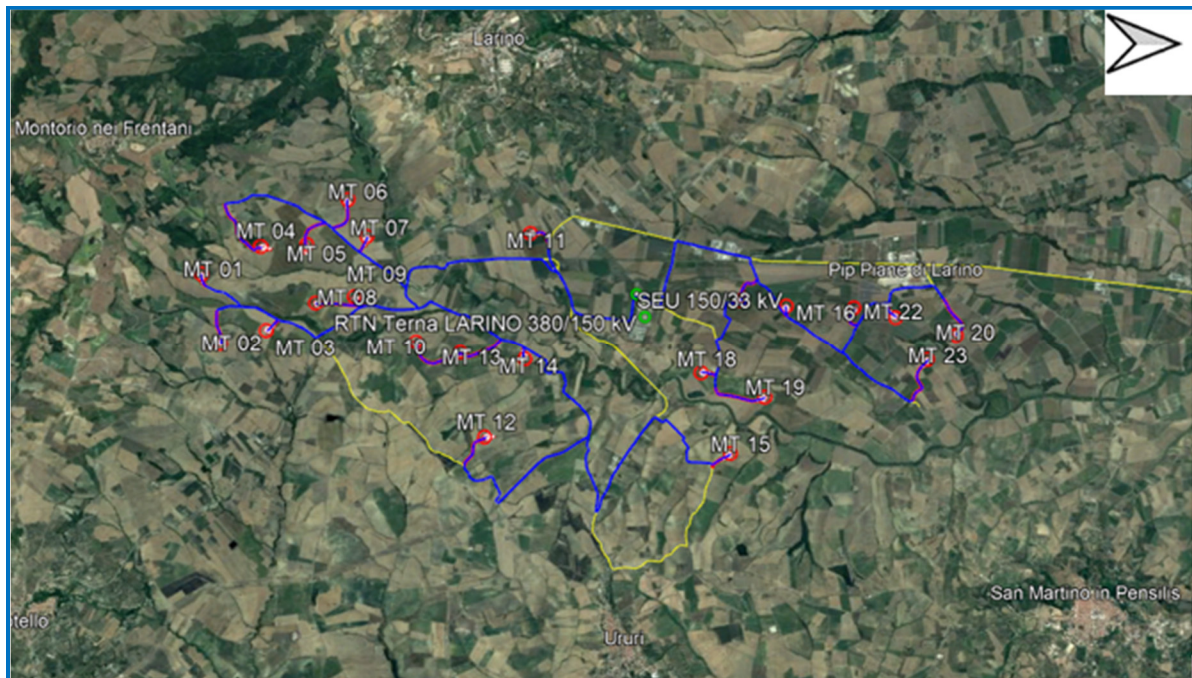 Larino
Montorio nei Frentani
MT 06
MT 04
MT 05
MT 07
MT 11
MT 01
MT 09
Pip Piane di Larino
MT 08
SEU 150/33 kV
MT 16
MT 22
RTN Terna LARINO 380/150 kV
MT 02
MT 03
MT 10
MT 20
MT 13
MT 14
MT 18
MT 23
MT 19
MT 12
MT 15
San Martino in Pensilis
tello
Ururi